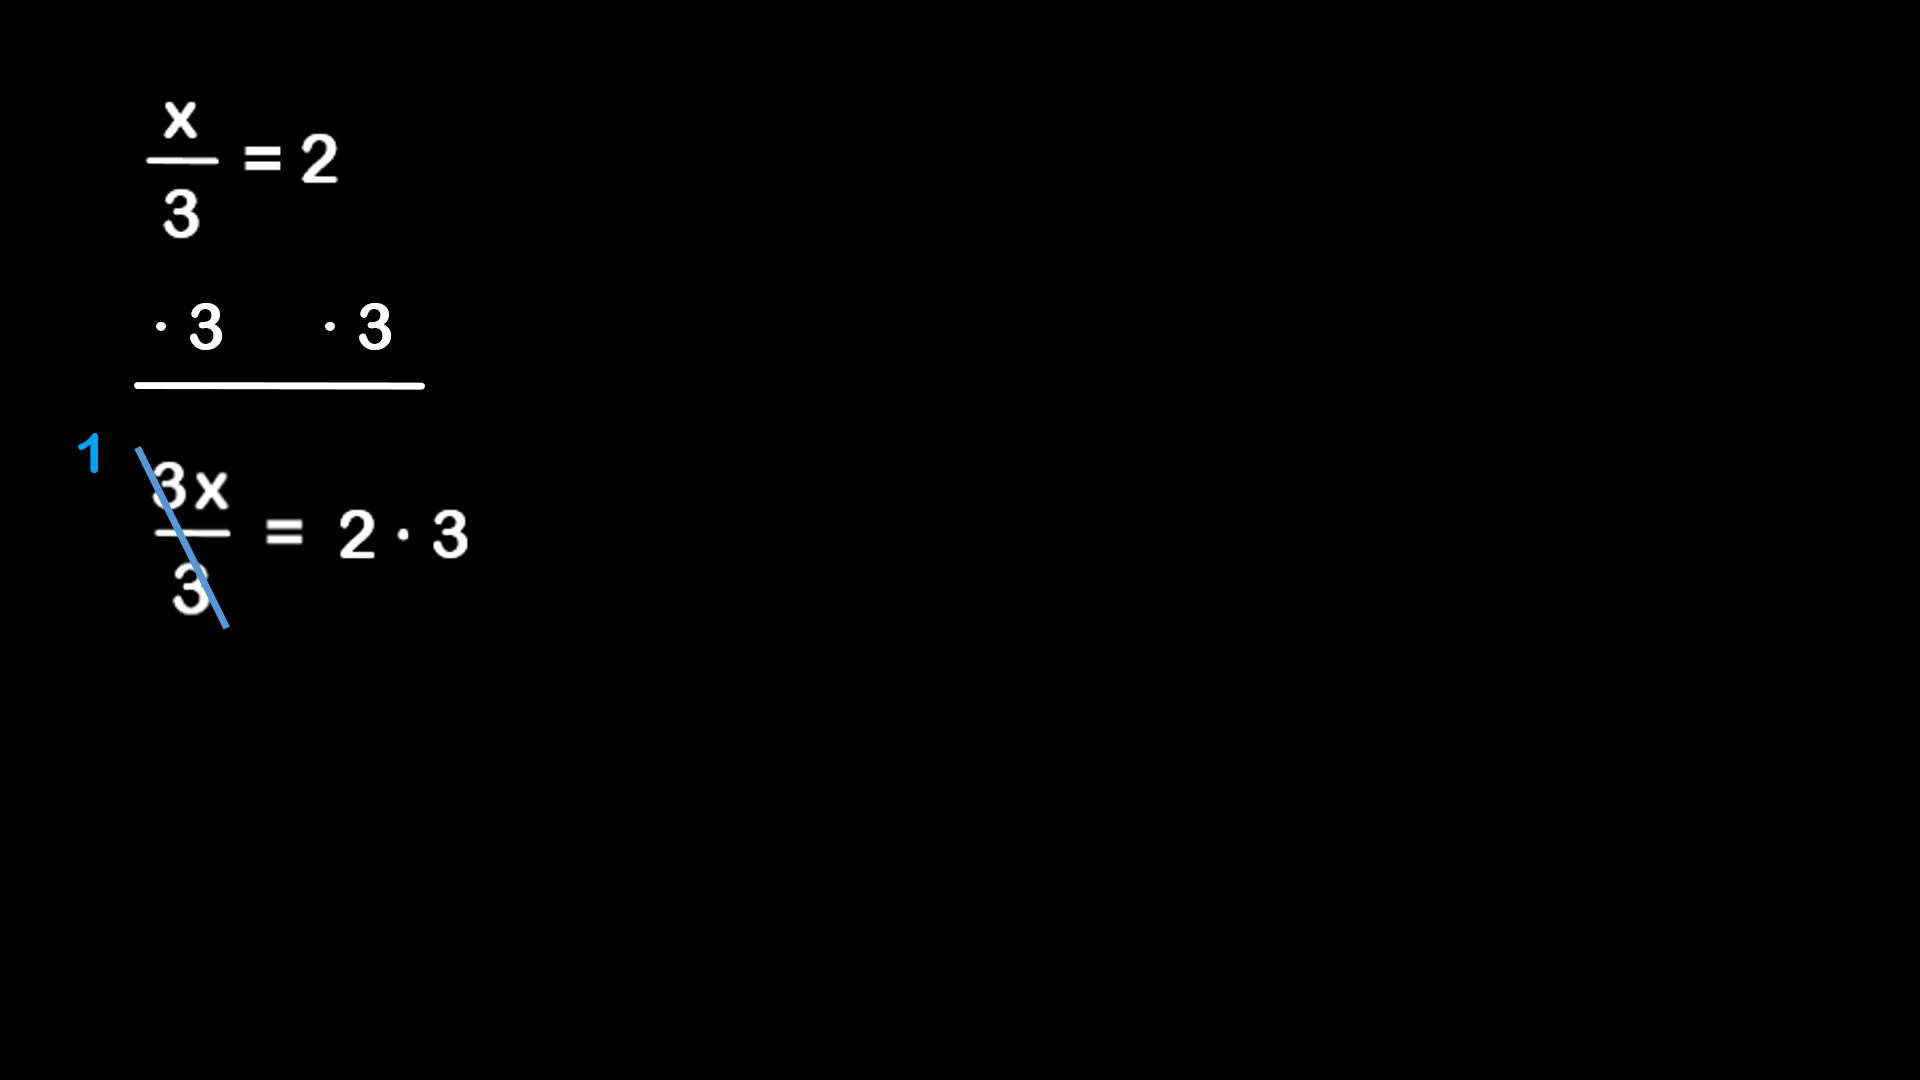 x/3 = 2
· 3 · 3
1 3x/3 = 2 · 3